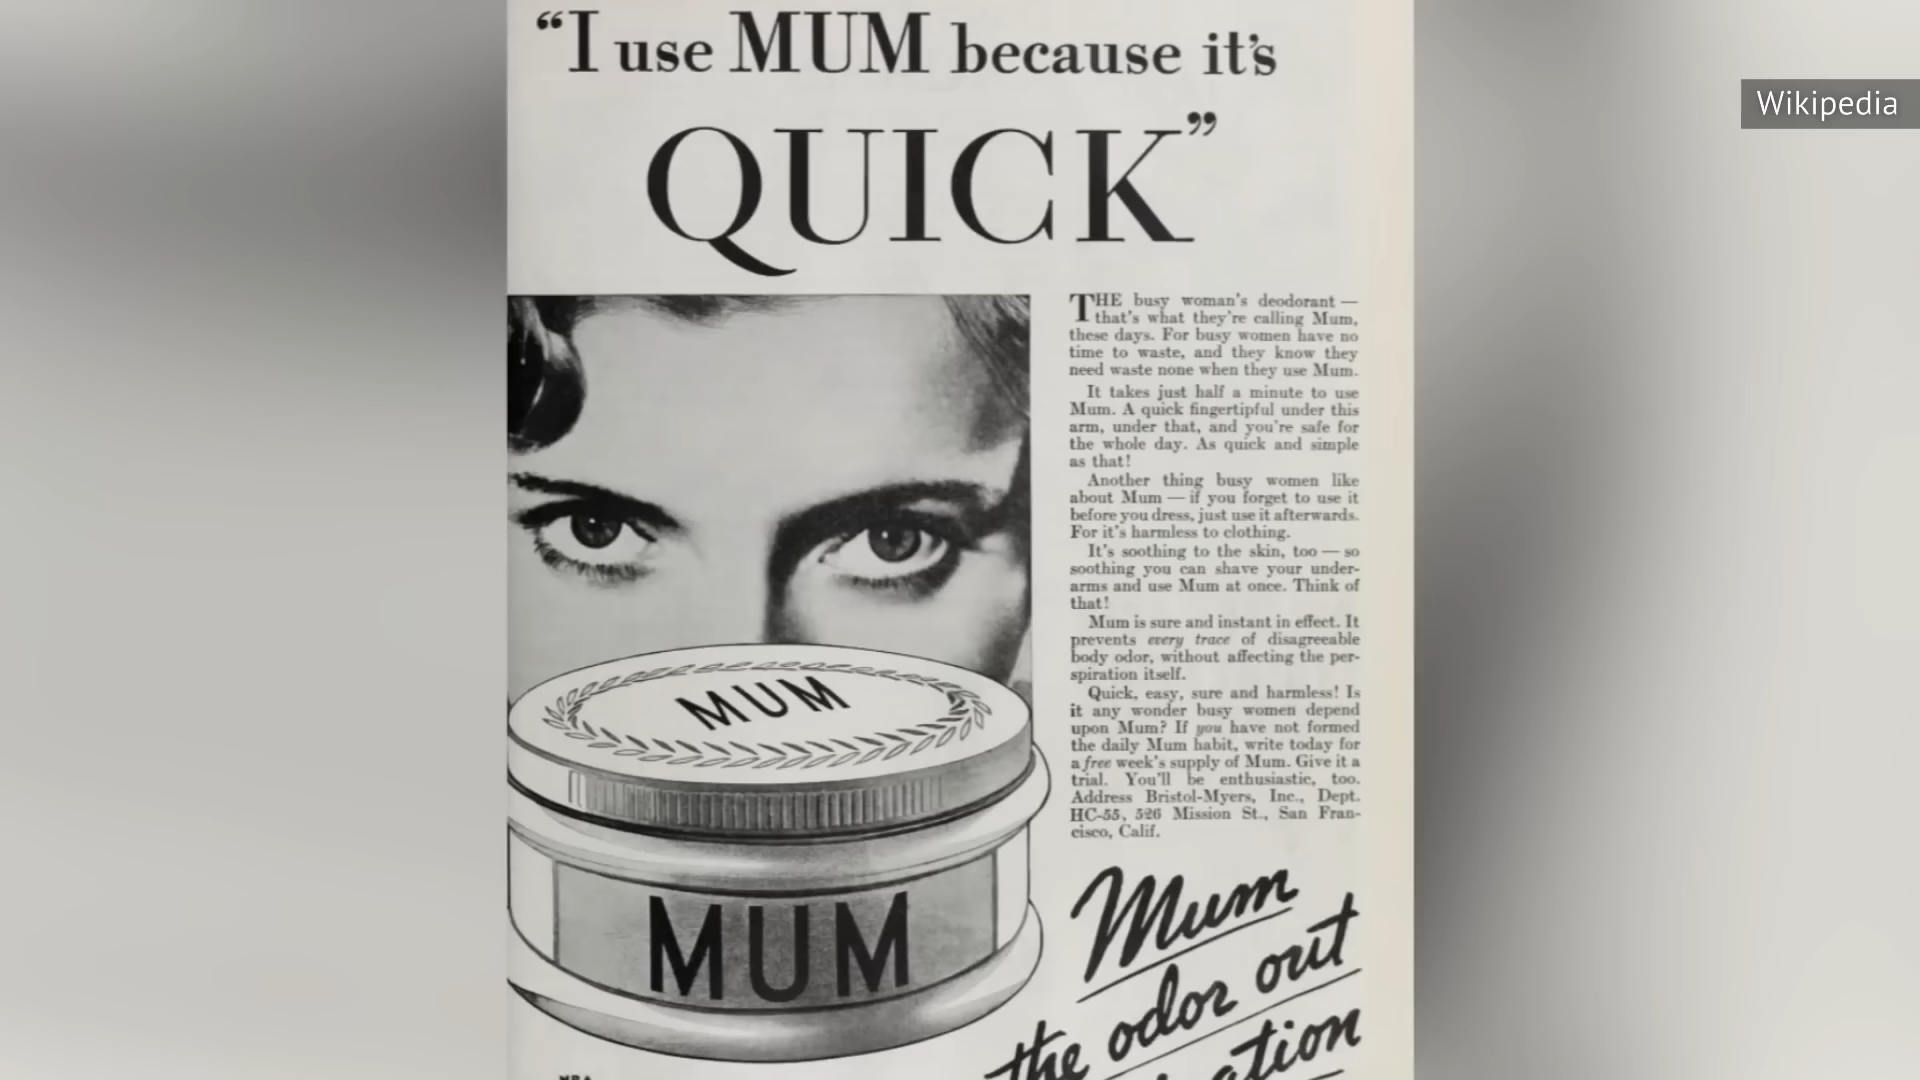 “I use MUM because it's
QUICK”
Wikipedia
THE busy woman's deodorant —
that's what they're calling Mum,
these days. For busy women have no
time to waste, and they know they
need waste none when they use Mum.
It takes just half a minute to use
Mum. A quick fingertipful under this
arm, under that, and you're safe for
the whole day. As quick and simple
as that!
Another thing busy women like
about Mum — if you forget to use it
before you dress, just use it afterwards.
For it's harmless to clothing.
It's soothing to the skin, too — so
soothing you can shave your under-
arms and use Mum at once. Think of
that!
Mum is sure and instant in effect. It
prevents every trace of disagreeable
body odor, without affecting the per-
spiration itself.
Quick, easy, sure and harmless! Is
it any wonder busy women depend
upon Mum? If you have not formed
the daily Mum habit, write today for
a free week's supply of Mum. Give it a
trial. You'll be enthusiastic, too.
Address Bristol-Myers, Inc., Dept.
HC-55, 526 Mission St., San Fran-
cisco, Calif.
MUM
MUM
Mum
the odor out